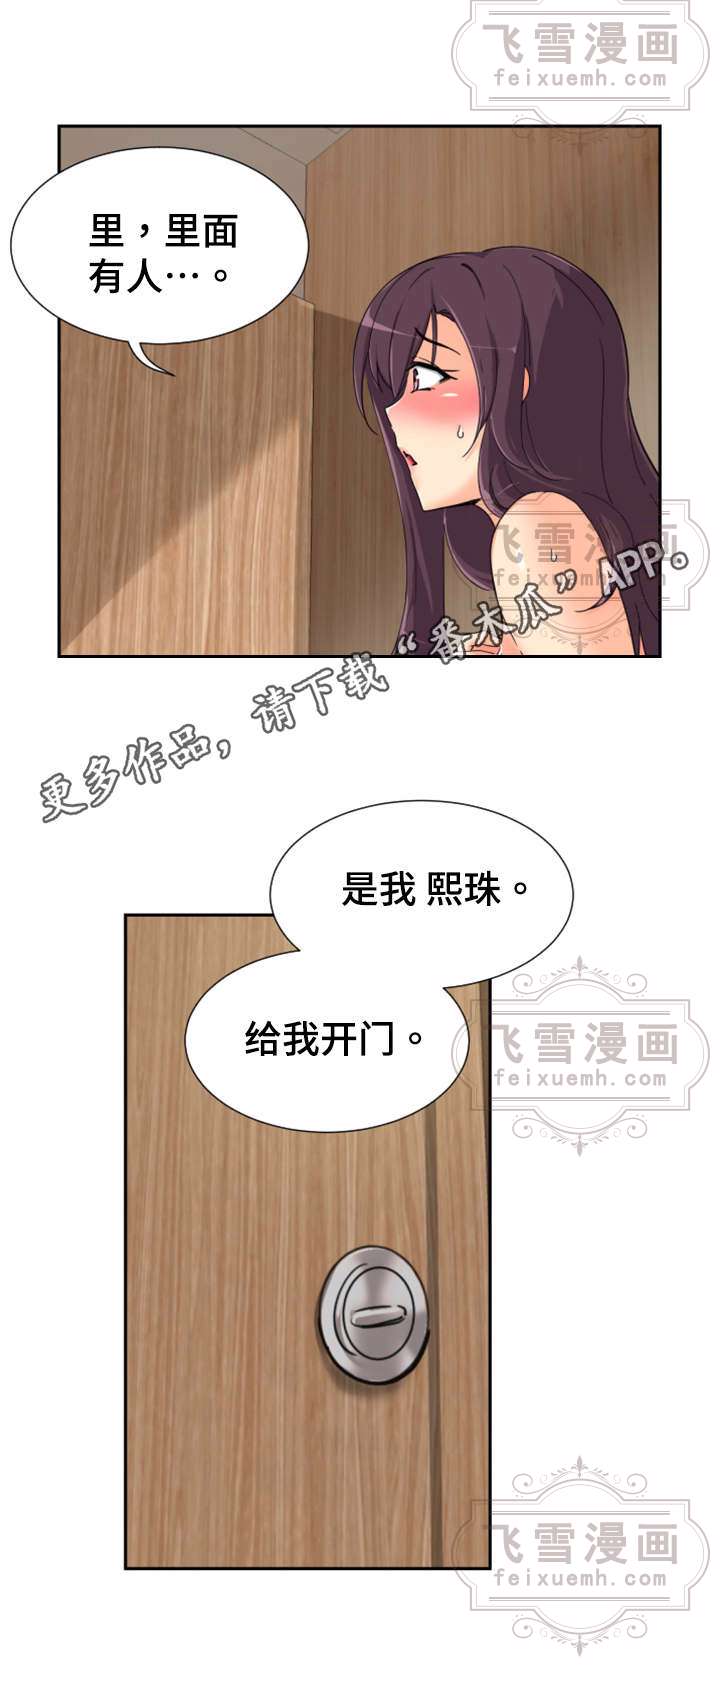 飞雪漫画
feixuemh.com
里，里面
有人…。
飞雪漫画
feixuemh.com
更多作品，请下载“番木瓜”APP。
是我 熙珠。
给我开门。
飞雪漫画
feixuemh.com
飞雪漫画
feixuemh.com